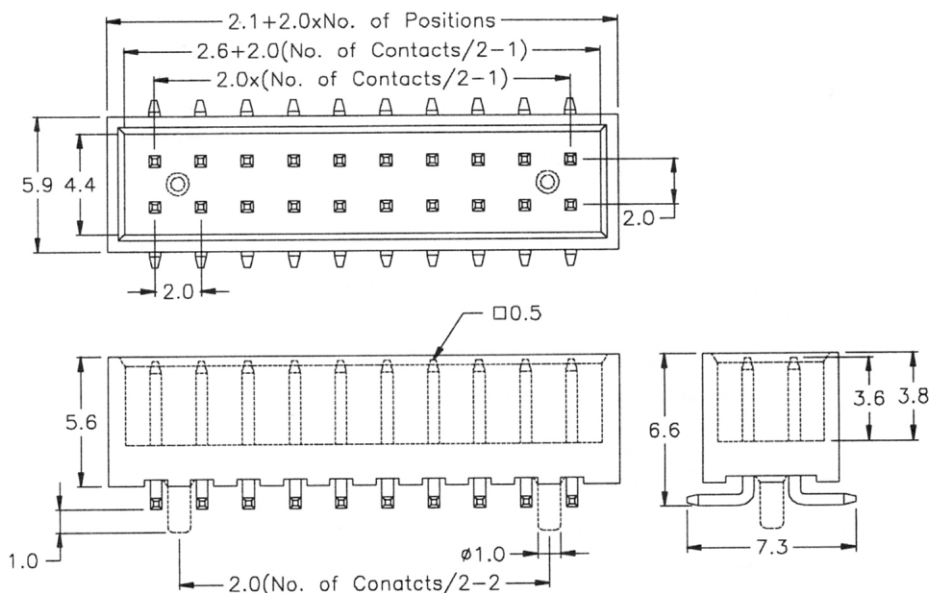 2.1+2.0xNo. of Positions
2.6+2.0(No. of Contacts/2-1)
2.0x(No. of Contacts/2-1)
5.9
4.4
2.0
2.0
□0.5
5.6
6.6
3.6
3.8
1.0
ø1.0
7.3
2.0(No. of Conatcts/2-2